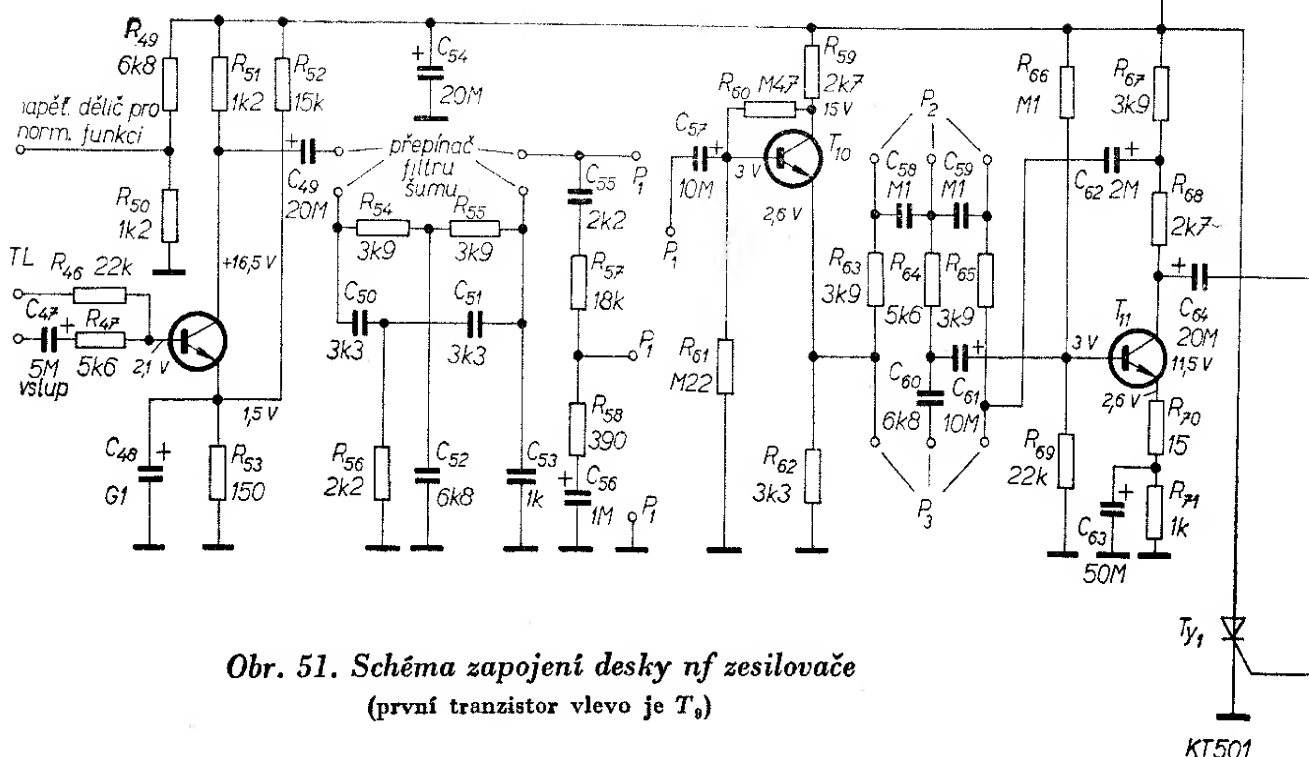 R49
6k8
R51
1k2
R52
15k
C54
20M
R59
2k7
R60 M47
15 V
R66
M1
R67
3k9
napěť. dělič pro
norm. funkci
C49
20M
přepínač
filtru
šumu
P1
C57
10M
3 V
T10
P2
C58
M1
C59
M1
C62 2M
R68
2k7
R50
1k2
R54
3k9
R55
3k9
C55
2k2
2,6 V
P1
TL
R46 22k
+16,5 V
C47
5M
vstup
R47
5k6
2,1 V
C50
3k3
C51
3k3
R57
18k
P1
R63
3k9
R64
5k6
R65
3k9
C64
20M
T11
3 V
11,5 V
2,6 V
R61
M22
1,5 V
C60
6k8
C61
10M
R58
390
R70
15
C48
G1
R53
150
R56
2k2
C52
6k8
C53
1k
C56
1M
P1
R62
3k3
P3
R69
22k
C63
50M
R71
1k
Ty1
KT501
Obr. 51. Schéma zapojení desky nf zesilovače
(první tranzistor vlevo je T9)